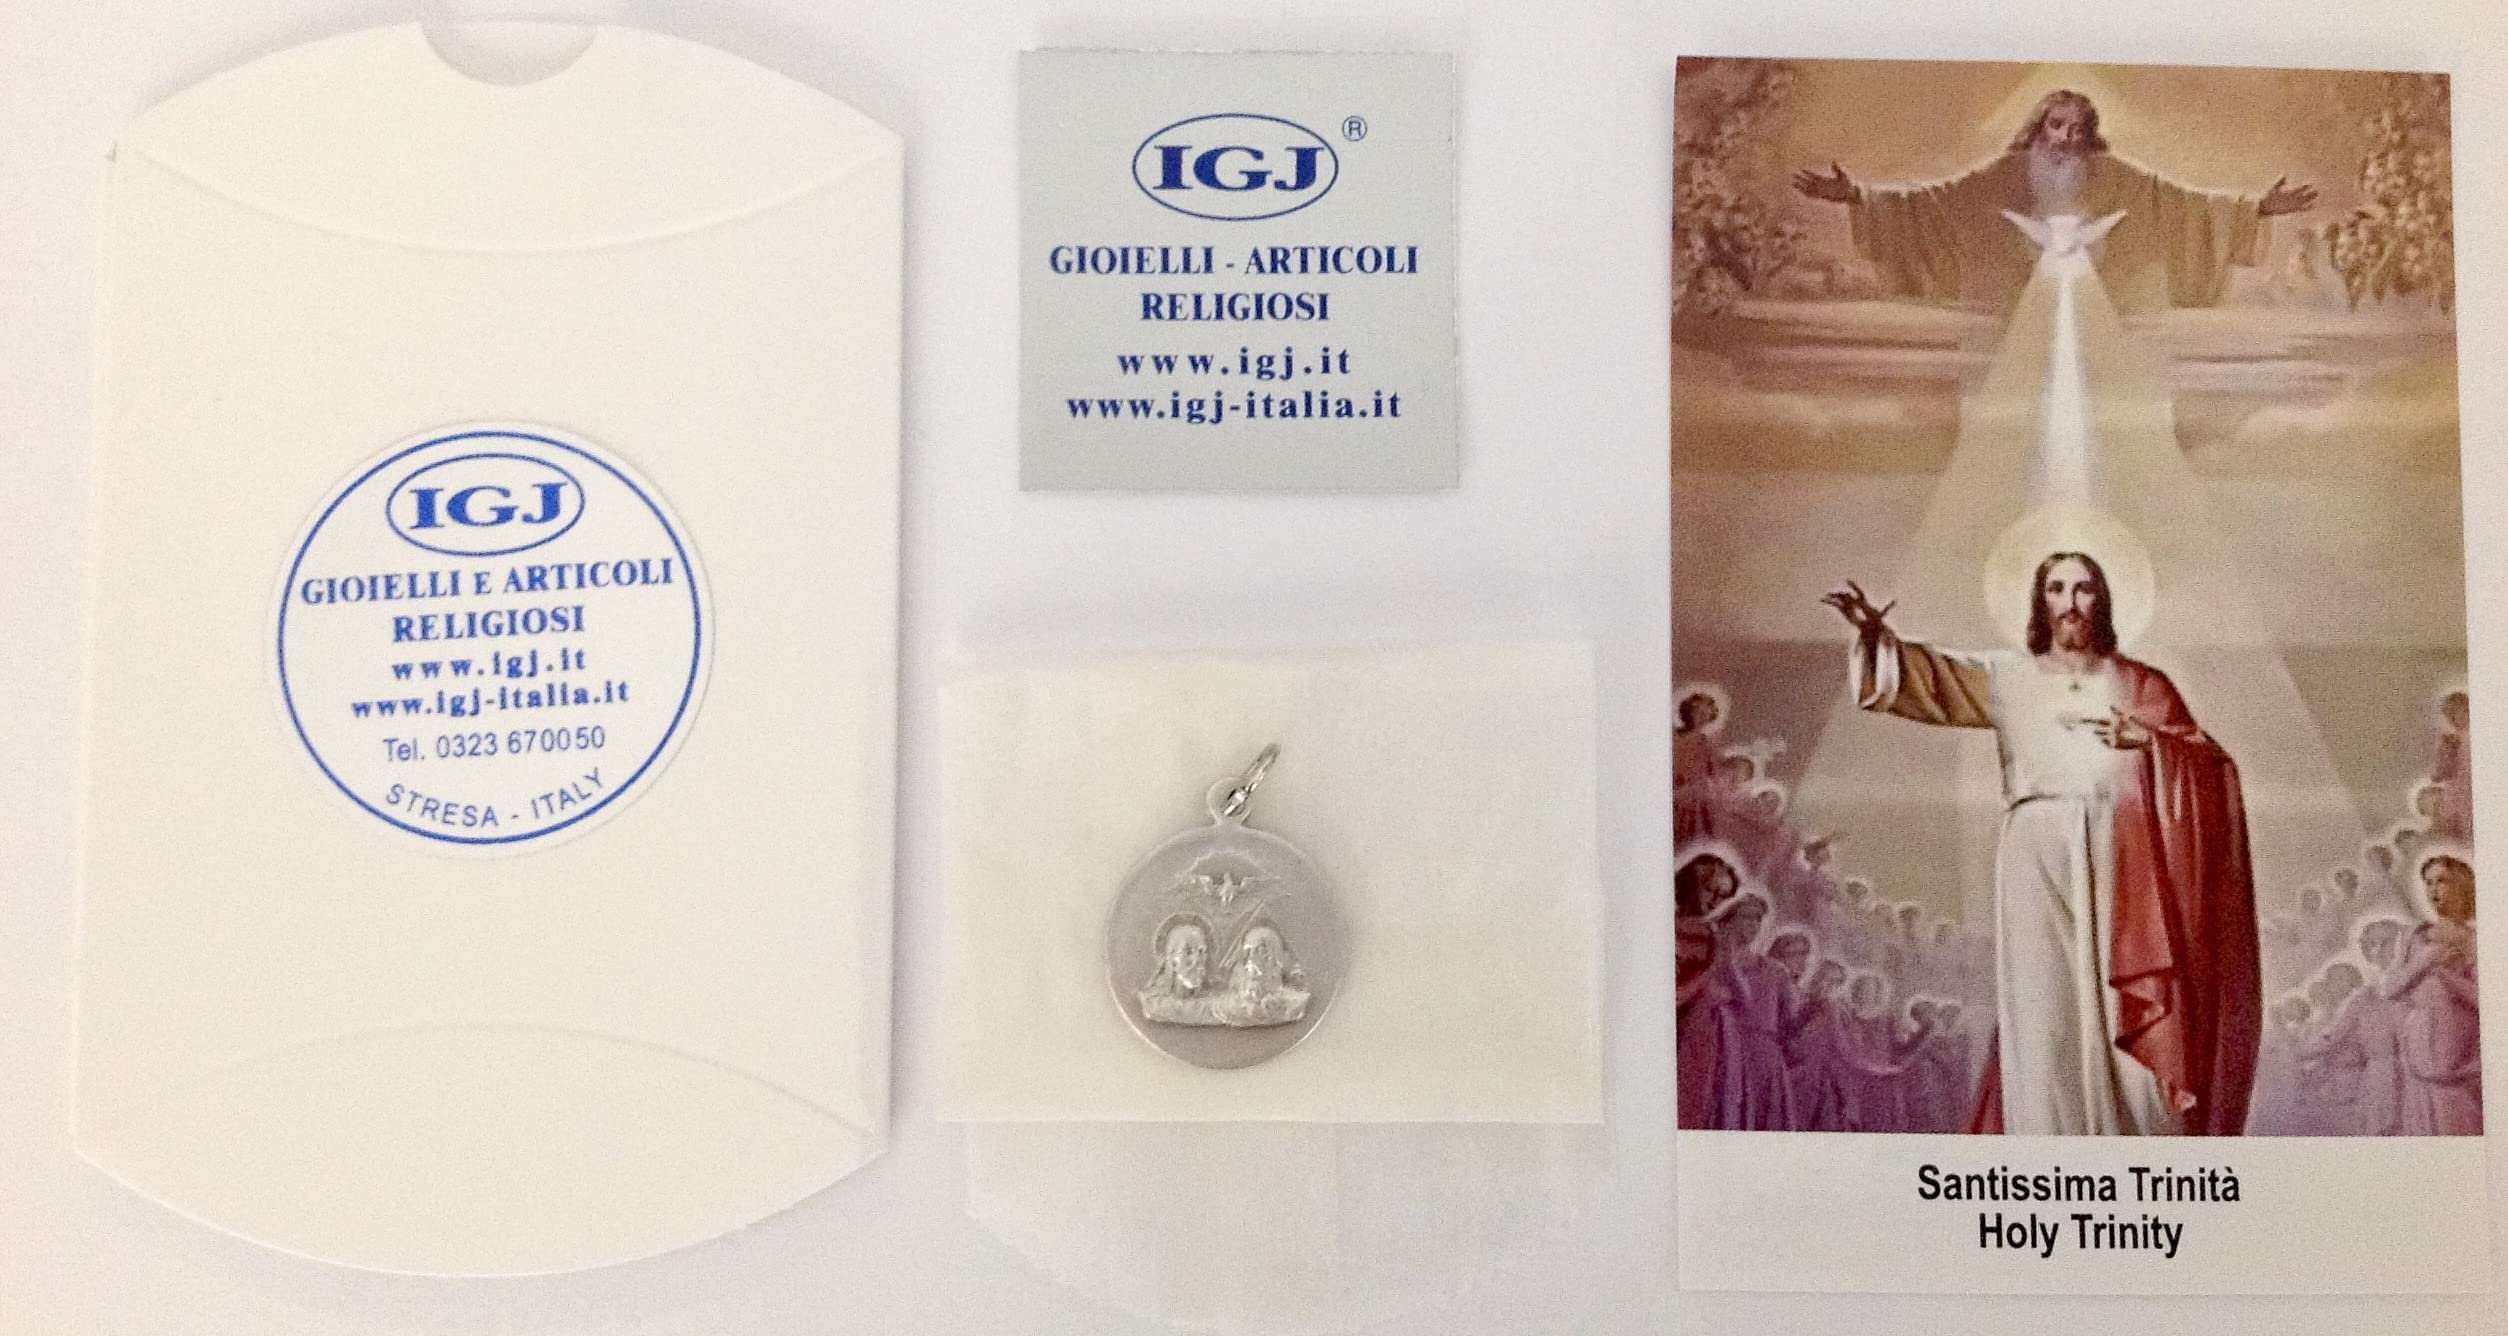 IGJ
GIOIELLI E ARTICOLI
RELIGIOSI
www.igj.it
www.igj-italia.it
Tel. 0323 670050
STRESA - ITALY
IGJ ®
GIOIELLI - ARTICOLI
RELIGIOSI
www.igj.it
www.igj-italia.it
Santissima Trinità
Holy Trinity